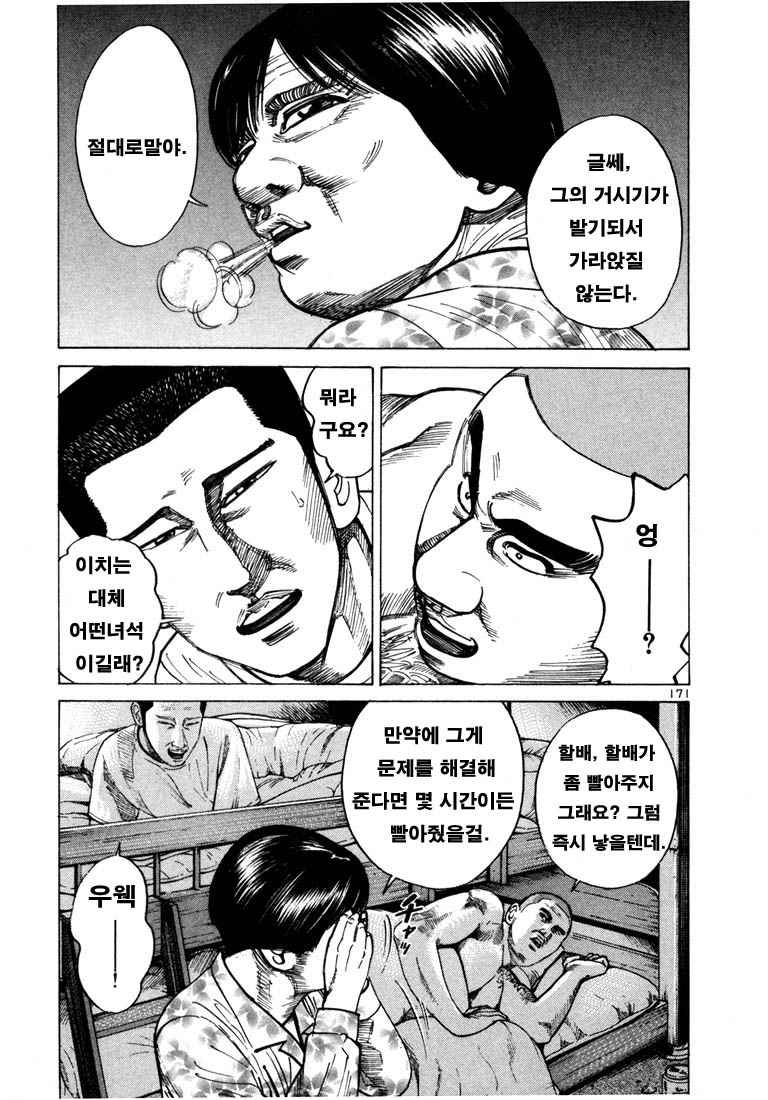 글쎄,
그의 거시기가
발기되서
가라앉질
않는다.
절대로말야.
엉
?
뭐라
구요?
이치는
대체
어떤녀석
이길래?
171
할배, 할배가
좀 빨아주지
그래요? 그럼
즉시 낳을텐데.
만약에 그게
문제를 해결해
준다면 몇 시간이든
빨아줬을걸.
우웩
!
チャッ